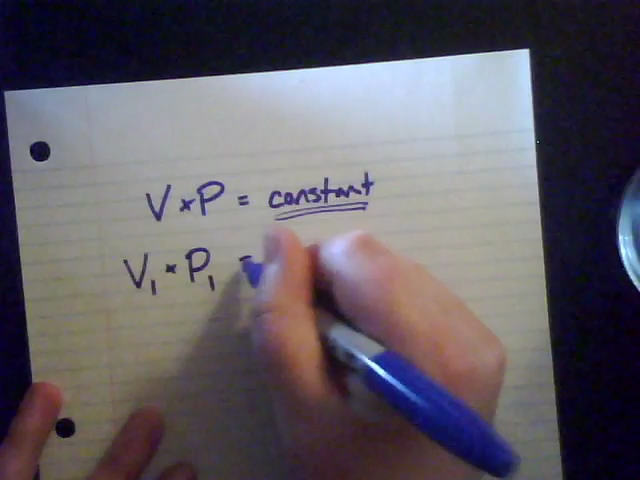 V × P = constant
V₁ × P₁ =